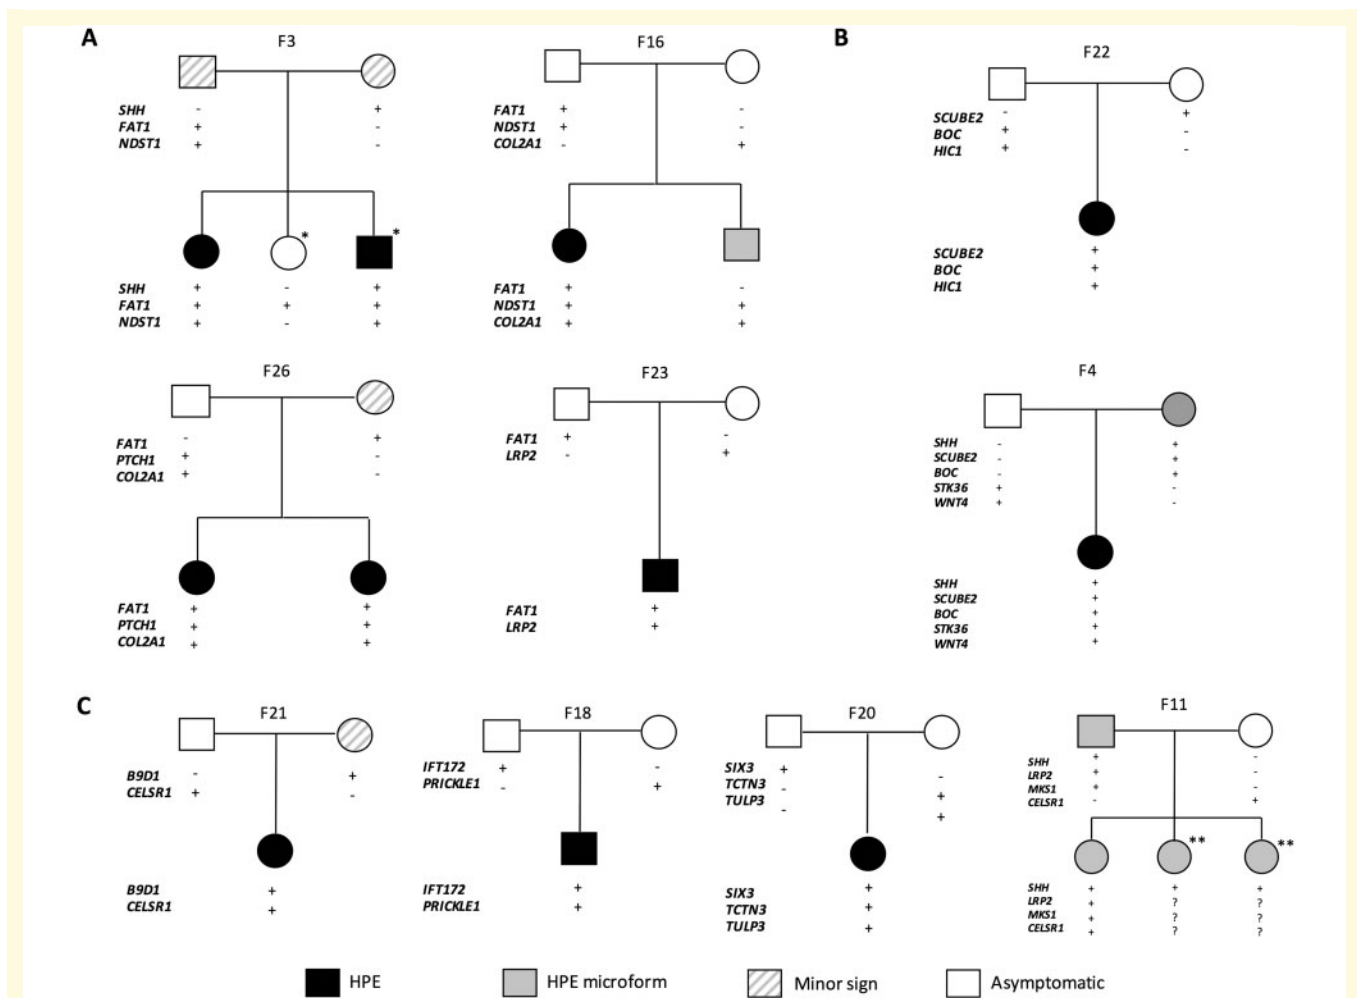 A
B
F3
F16
F22
SHH - +
FAT1 + -
NDST1 + -
FAT1 + -
NDST1 + -
COL2A1 - +
SCUBE2 - +
BOC + -
HIC1 + -
* *
SHH + - +
FAT1 + + +
NDST1 + - +
FAT1 + -
NDST1 + +
COL2A1 + +
SCUBE2 +
BOC +
HIC1 +
F26
F23
F4
FAT1 - +
PTCH1 + -
COL2A1 + -
FAT1 + -
LRP2 - +
SHH - +
SCUBE2 - +
BOC - +
STK36 + -
WNT4 + -
FAT1 + +
PTCH1 + +
COL2A1 + +
FAT1 +
LRP2 +
SHH +
SCUBE2 +
BOC +
STK36 +
WNT4 +
C
F21
F18
F20
F11
B9D1 - +
CELSR1 + -
IFT172 + -
PRICKLE1 - +
SIX3 + -
TCTN3 - +
TULP3 - +
SHH + -
LRP2 + -
MKS1 + -
CELSR1 - +
** **
B9D1 +
CELSR1 +
IFT172 +
PRICKLE1 +
SIX3 +
TCTN3 +
TULP3 +
SHH + + +
LRP2 + ? ?
MKS1 + ? ?
CELSR1 + ? ?
HPE
HPE microform
Minor sign
Asymptomatic